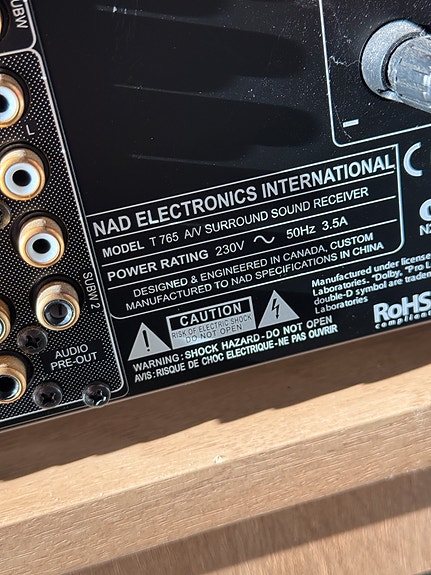 UBW
L
SUBW 2
AUDIO
PRE-OUT
NAD ELECTRONICS INTERNATIONAL
MODEL T 765 A/V SURROUND SOUND RECEIVER
POWER RATING 230V ~ 50Hz 3.5A
DESIGNED & ENGINEERED IN CANADA, CUSTOM
MANUFACTURED TO NAD SPECIFICATIONS IN CHINA
CAUTION
RISK OF ELECTRIC SHOCK
DO NOT OPEN
WARNING: SHOCK HAZARD - DO NOT OPEN
AVIS: RISQUE DE CHOC ELECTRIQUE - NE PAS OUVRIR
Manufactured under license
Laboratories. "Dolby, "Pro L
double-D symbol are tradem
Laboratories
RoHS
complian